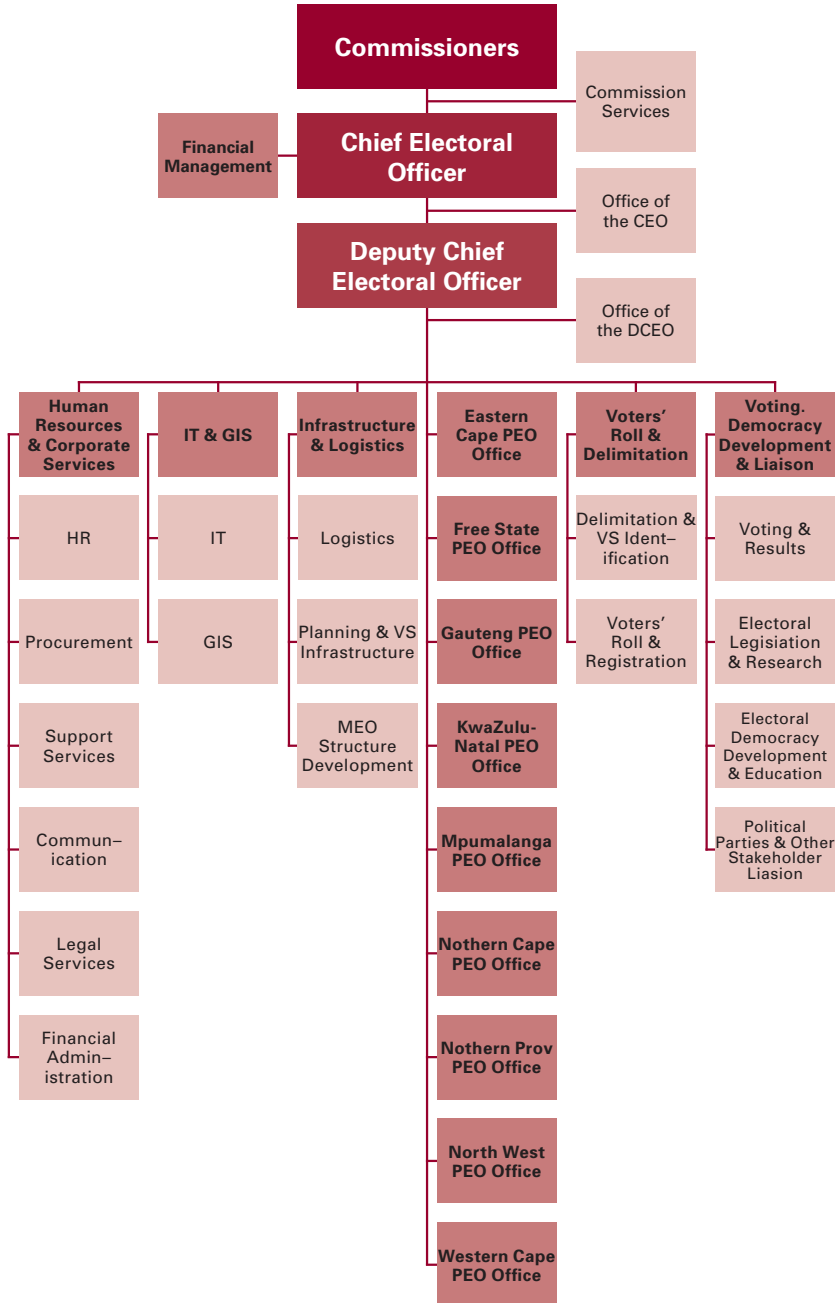 Commissioners
Commission
Services
Financial
Management
Chief Electoral
Officer
Office of
the CEO
Deputy Chief
Electoral Officer
Office of
the DCEO
Human
Resources
& Corporate
Services
HR
Procurement
Support
Services
Commun–
ication
Legal
Services
Financial
Admin–
istration
IT & GIS
IT
GIS
Infrastructure
& Logistics
Logistics
Planning & VS
Infrastructure
MEO
Structure
Development
Eastern
Cape PEO
Office
Free State
PEO Office
Gauteng PEO
Office
KwaZulu-
Natal PEO
Office
Mpumalanga
PEO Office
Nothern Cape
PEO Office
Nothern Prov
PEO Office
North West
PEO Office
Western Cape
PEO Office
Voters'
Roll &
Delimitation
Delimitation &
VS Ident–
ification
Voters'
Roll &
Registration
Voting.
Democracy
Development
& Liaison
Voting &
Results
Electoral
Legisiation
& Research
Electoral
Democracy
Development
& Education
Political
Parties & Other
Stakeholder
Liasion